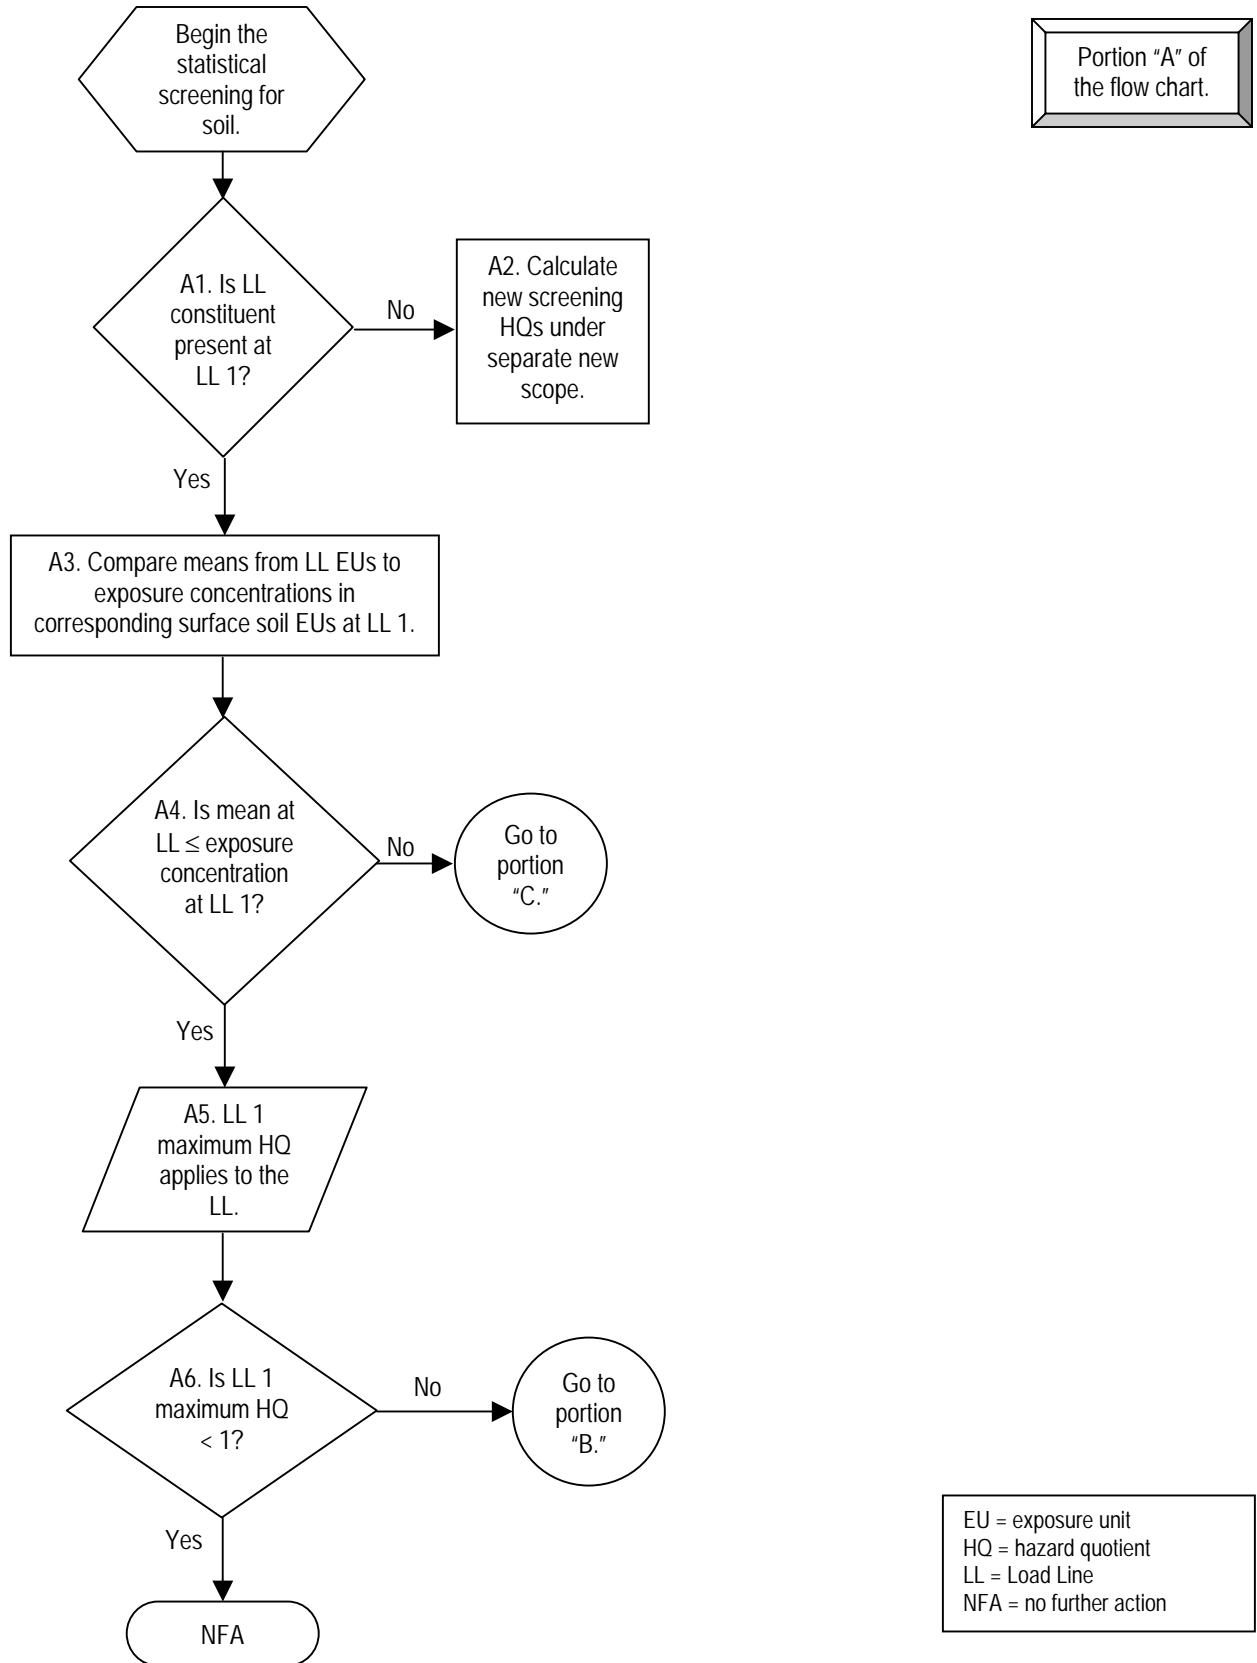 Begin the
statistical
screening for
soil.
Portion "A" of
the flow chart.
A1. Is LL
constituent
present at
LL 1?
No
A2. Calculate
new screening
HQs under
separate new
scope.
Yes
A3. Compare means from LL EUs to
exposure concentrations in
corresponding surface soil EUs at LL 1.
A4. Is mean at
LL ≤ exposure
concentration
at LL 1?
No
Go to
portion
"C."
Yes
A5. LL 1
maximum HQ
applies to the
LL.
A6. Is LL 1
maximum HQ
< 1?
No
Go to
portion
"B."
Yes
NFA
EU = exposure unit
HQ = hazard quotient
LL = Load Line
NFA = no further action